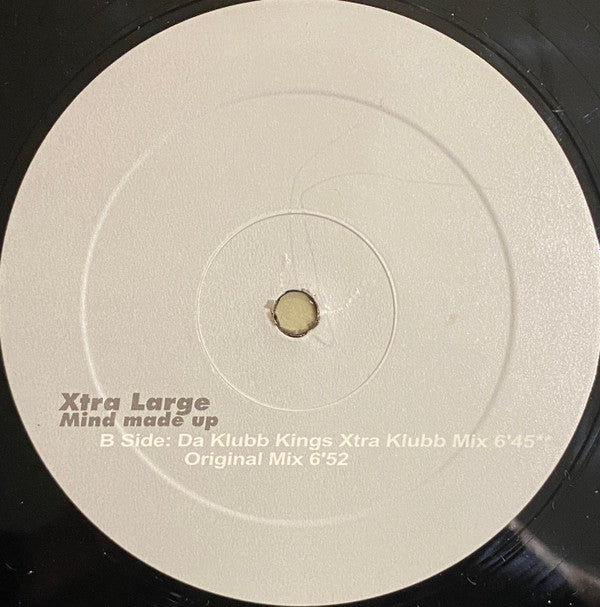 Xtra Large
Mind made up
B Side: Da Klubb Kings Xtra Klubb Mix 6'45**
Original Mix 6'52